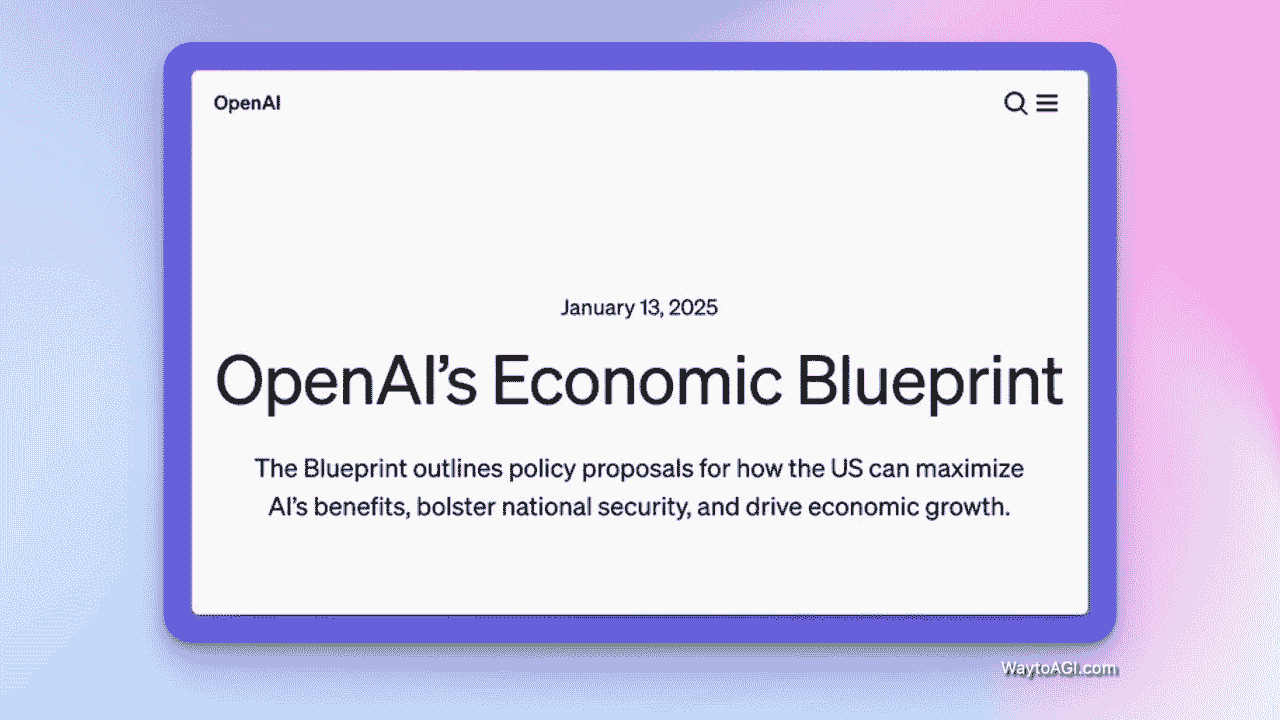 OpenAI
January 13, 2025
OpenAI’s Economic Blueprint
The Blueprint outlines policy proposals for how the US can maximize
AI’s benefits, bolster national security, and drive economic growth.
WaytoAGI.com